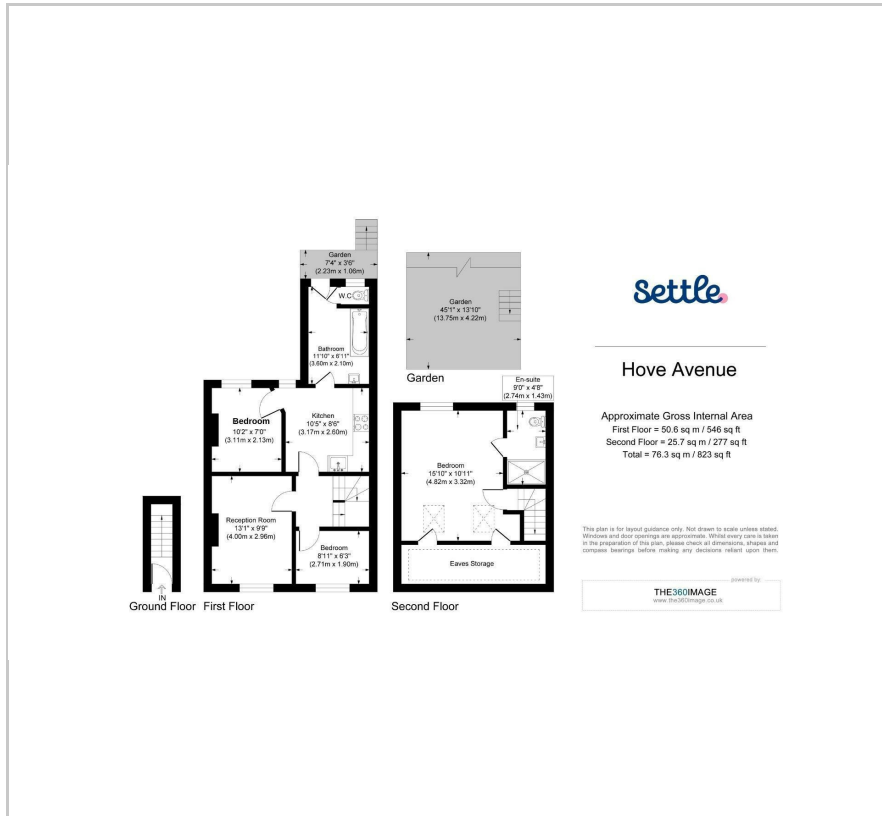 Garden
7'4" x 3'6"
(2.23m x 1.06m)
W.C
Bathroom
11'10" x 6'11"
(3.60m x 2.10m)
Bedroom
10'2" x 7'0"
(3.11m x 2.13m)
Kitchen
10'5" x 8'6"
(3.17m x 2.60m)
Reception Room
13'1" x 9'9"
(4.00m x 2.96m)
Bedroom
8'11" x 6'3"
(2.71m x 1.90m)
IN
Ground Floor
First Floor
Garden
45'1" x 13'10"
(13.75m x 4.22m)
Garden
En-suite
9'0" x 4'8"
(2.74m x 1.43m)
Bedroom
15'10" x 10'11"
(4.82m x 3.32m)
Eaves Storage
Second Floor
Settle
Hove Avenue
Approximate Gross Internal Area
First Floor = 50.6 sq m / 546 sq ft
Second Floor = 25.7 sq m / 277 sq ft
Total = 76.3 sq m / 823 sq ft
This plan is for layout guidance only. Not drawn to scale unless stated.
Windows and door openings are approximate. Whilst every care is taken
in the preparation of this plan, please check all dimensions, shapes and
compass bearings before making any decisions reliant upon them.
powered by
THE360IMAGE
www.the360image.co.uk